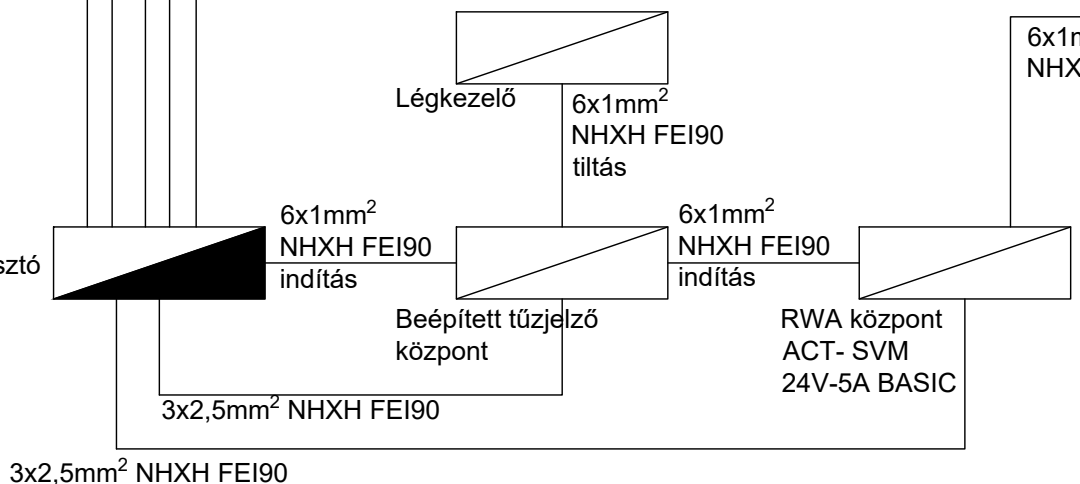 Légkezelő
6x1mm²
NHXH FEI90
tiltás
6x1mm²
NHXH FEI90
indítás
6x1mm²
NHXH FEI90
indítás
Beépített tűzjelző
központ
RWA központ
ACT- SVM
24V-5A BASIC
3x2,5mm² NHXH FEI90
3x2,5mm² NHXH FEI90